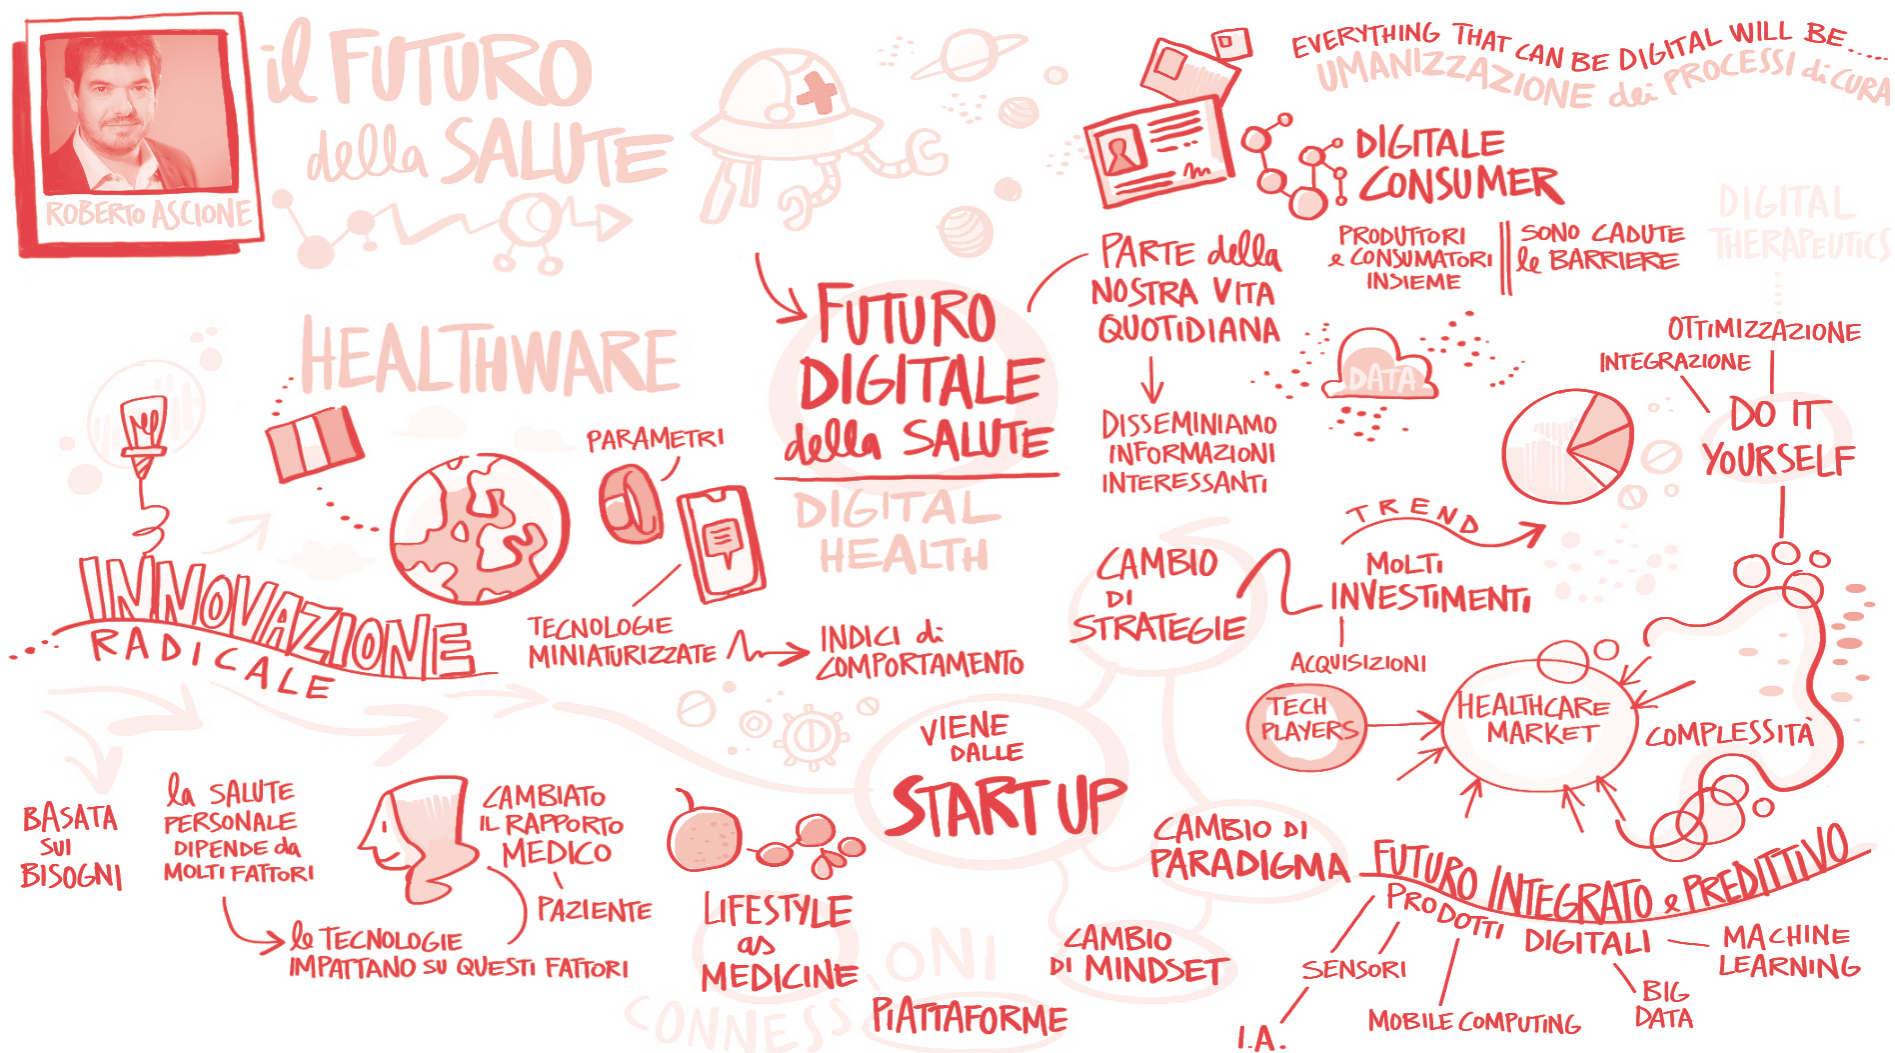 il FUTURO
della SALUTE
ROBERTO ASCIONE
EVERYTHING THAT CAN BE DIGITAL WILL BE.....
UMANIZZAZIONE dei PROCESSI di CURA
DIGITALE
CONSUMER
PRODUTTORI
e CONSUMATORI
INSIEME
SONO CADUTE
le BARRIERE
DIGITAL
THERAPEUTICS
HEALTHWARE
FUTURO
DIGITALE
della SALUTE
DIGITAL
HEALTH
PARTE della
NOSTRA VITA
QUOTIDIANA
DISSEMINIAMO
INFORMAZIONI
INTERESSANTI
DATA
OTTIMIZZAZIONE
INTEGRAZIONE
DO IT
YOURSELF
PARAMETRI
TECNOLOGIE
MINIATURIZZATE
INDICI di
COMPORTAMENTO
INNOVAZIONE
RADICALE
CAMBIO
DI
STRATEGIE
TREND
MOLTI
INVESTIMENTI
ACQUISIZIONI
TECH
PLAYERS
HEALTHCARE
MARKET
COMPLESSITÀ
BASATA
SUI
BISOGNI
la SALUTE
PERSONALE
DIPENDE da
MOLTI FATTORI
le TECNOLOGIE
IMPATTANO SU QUESTI FATTORI
CAMBIATO
IL RAPPORTO
MEDICO
PAZIENTE
LIFESTYLE
as
MEDICINE
VIENE
DALLE
START UP
CONNESSIONI
PIATTAFORME
CAMBIO
DI MINDSET
CAMBIO DI
PARADIGMA
FUTURO INTEGRATO e PREDITTIVO
PRODOTTI
DIGITALI
SENSORI
I.A.
MOBILE COMPUTING
BIG
DATA
MACHINE
LEARNING